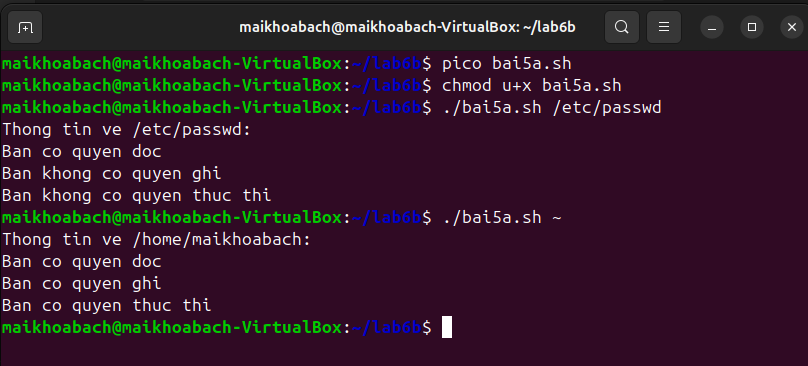 maikhoabach@maikhoabach-VirtualBox: ~/lab6b
maikhoabach@maikhoabach-VirtualBox:~/lab6b$ pico bai5a.sh
maikhoabach@maikhoabach-VirtualBox:~/lab6b$ chmod u+x bai5a.sh
maikhoabach@maikhoabach-VirtualBox:~/lab6b$ ./bai5a.sh /etc/passwd
Thong tin ve /etc/passwd:
Ban co quyen doc
Ban khong co quyen ghi
Ban khong co quyen thuc thi
maikhoabach@maikhoabach-VirtualBox:~/lab6b$ ./bai5a.sh ~
Thong tin ve /home/maikhoabach:
Ban co quyen doc
Ban co quyen ghi
Ban co quyen thuc thi
maikhoabach@maikhoabach-VirtualBox:~/lab6b$